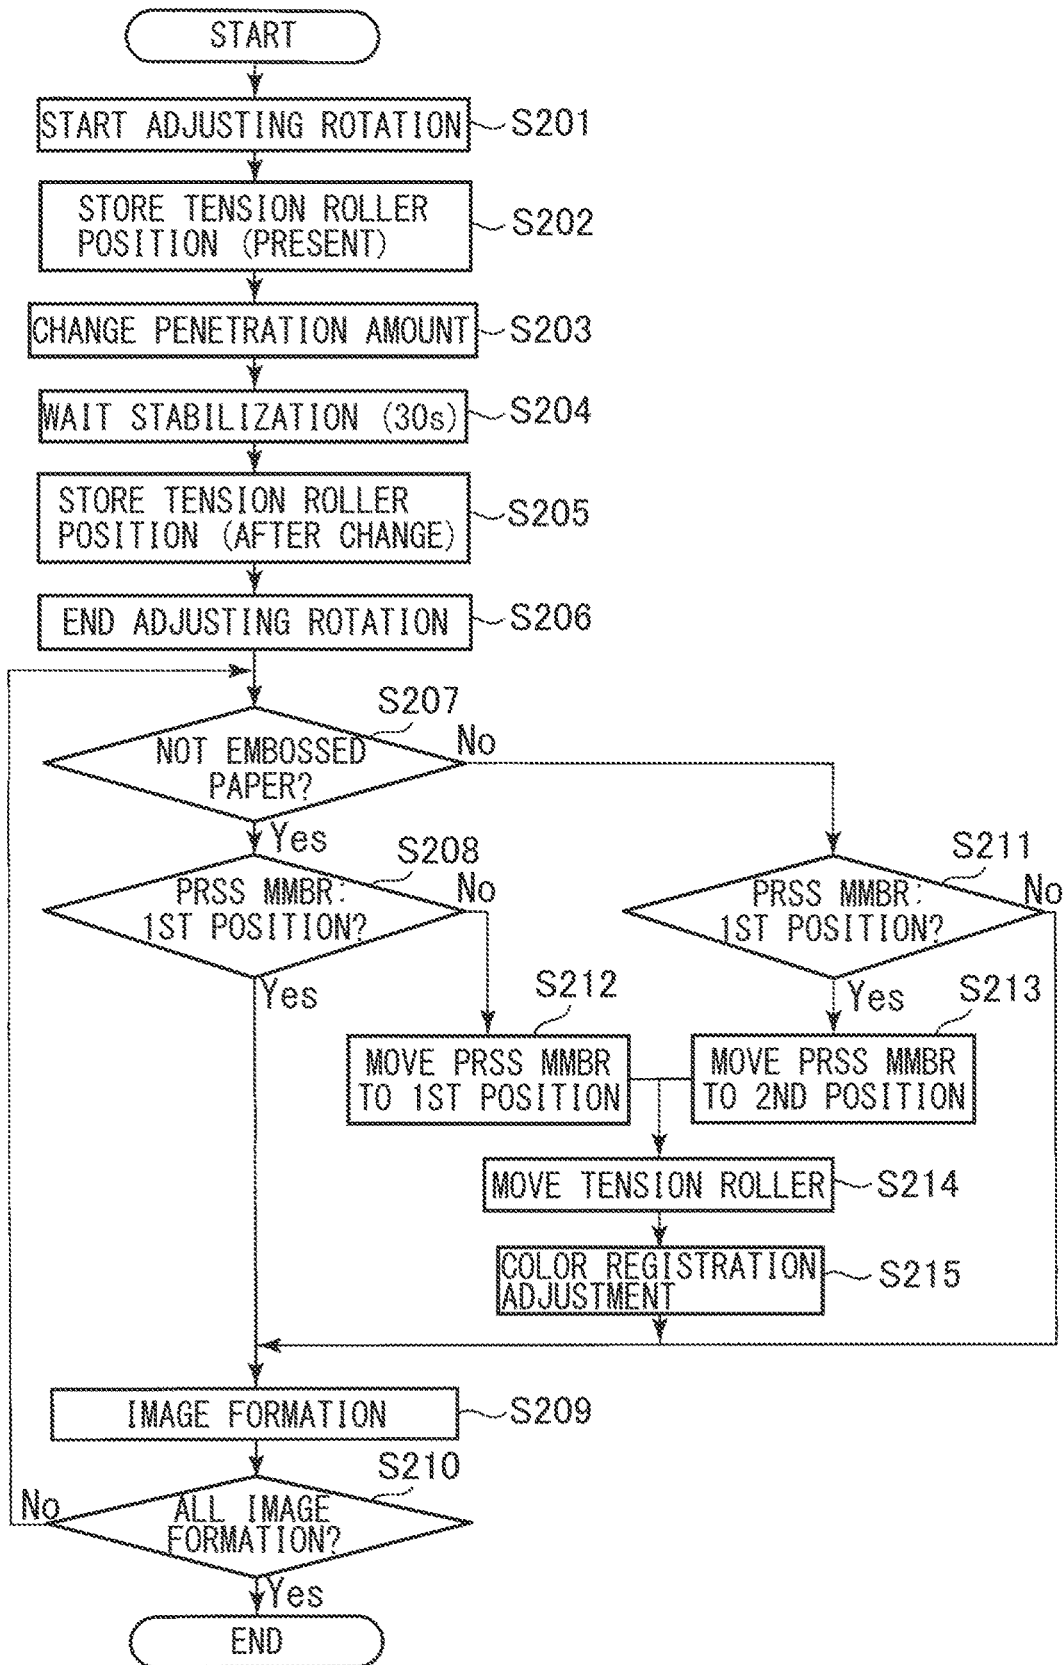 START
START ADJUSTING ROTATION
S201
STORE TENSION ROLLER
POSITION (PRESENT)
S202
CHANGE PENETRATION AMOUNT
S203
WAIT STABILIZATION (30s)
S204
STORE TENSION ROLLER
POSITION (AFTER CHANGE)
S205
END ADJUSTING ROTATION
S206
S207
NOT EMBOSSED
PAPER?
No
Yes
S208
PRSS MMBR:
1ST POSITION?
No
Yes
S211
PRSS MMBR:
1ST POSITION?
No
Yes
S212
MOVE PRSS MMBR
TO 1ST POSITION
S213
MOVE PRSS MMBR
TO 2ND POSITION
MOVE TENSION ROLLER
S214
COLOR REGISTRATION
ADJUSTMENT
S215
IMAGE FORMATION
S209
S210
ALL IMAGE
FORMATION?
No
Yes
END